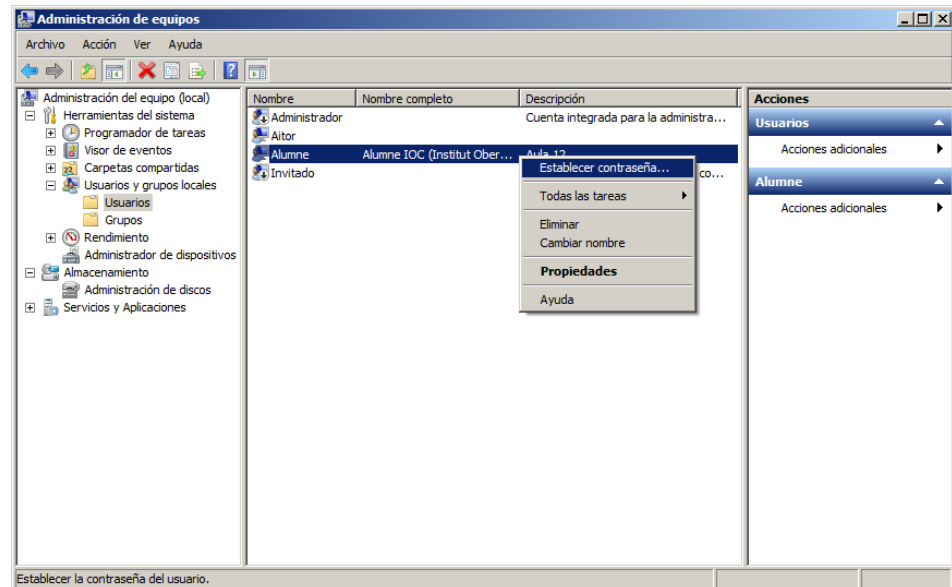 Administración de equipos
Archivo Acción Ver Ayuda
Administración del equipo (local)
Herramientas del sistema
Programador de tareas
Visor de eventos
Carpetas compartidas
Usuarios y grupos locales
Usuarios
Grupos
Rendimiento
Administrador de dispositivos
Almacenamiento
Administración de discos
Servicios y Aplicaciones
Nombre Nombre completo Descripción
Administrador Cuenta integrada para la administra...
Aitor
Alumne Alumne IOC (Institut Ober... Aula 12
Invitado co...
Establecer contraseña...
Todas las tareas
Eliminar
Cambiar nombre
Propiedades
Ayuda
Acciones
Usuarios
Acciones adicionales
Alumne
Acciones adicionales
Establecer la contraseña del usuario.